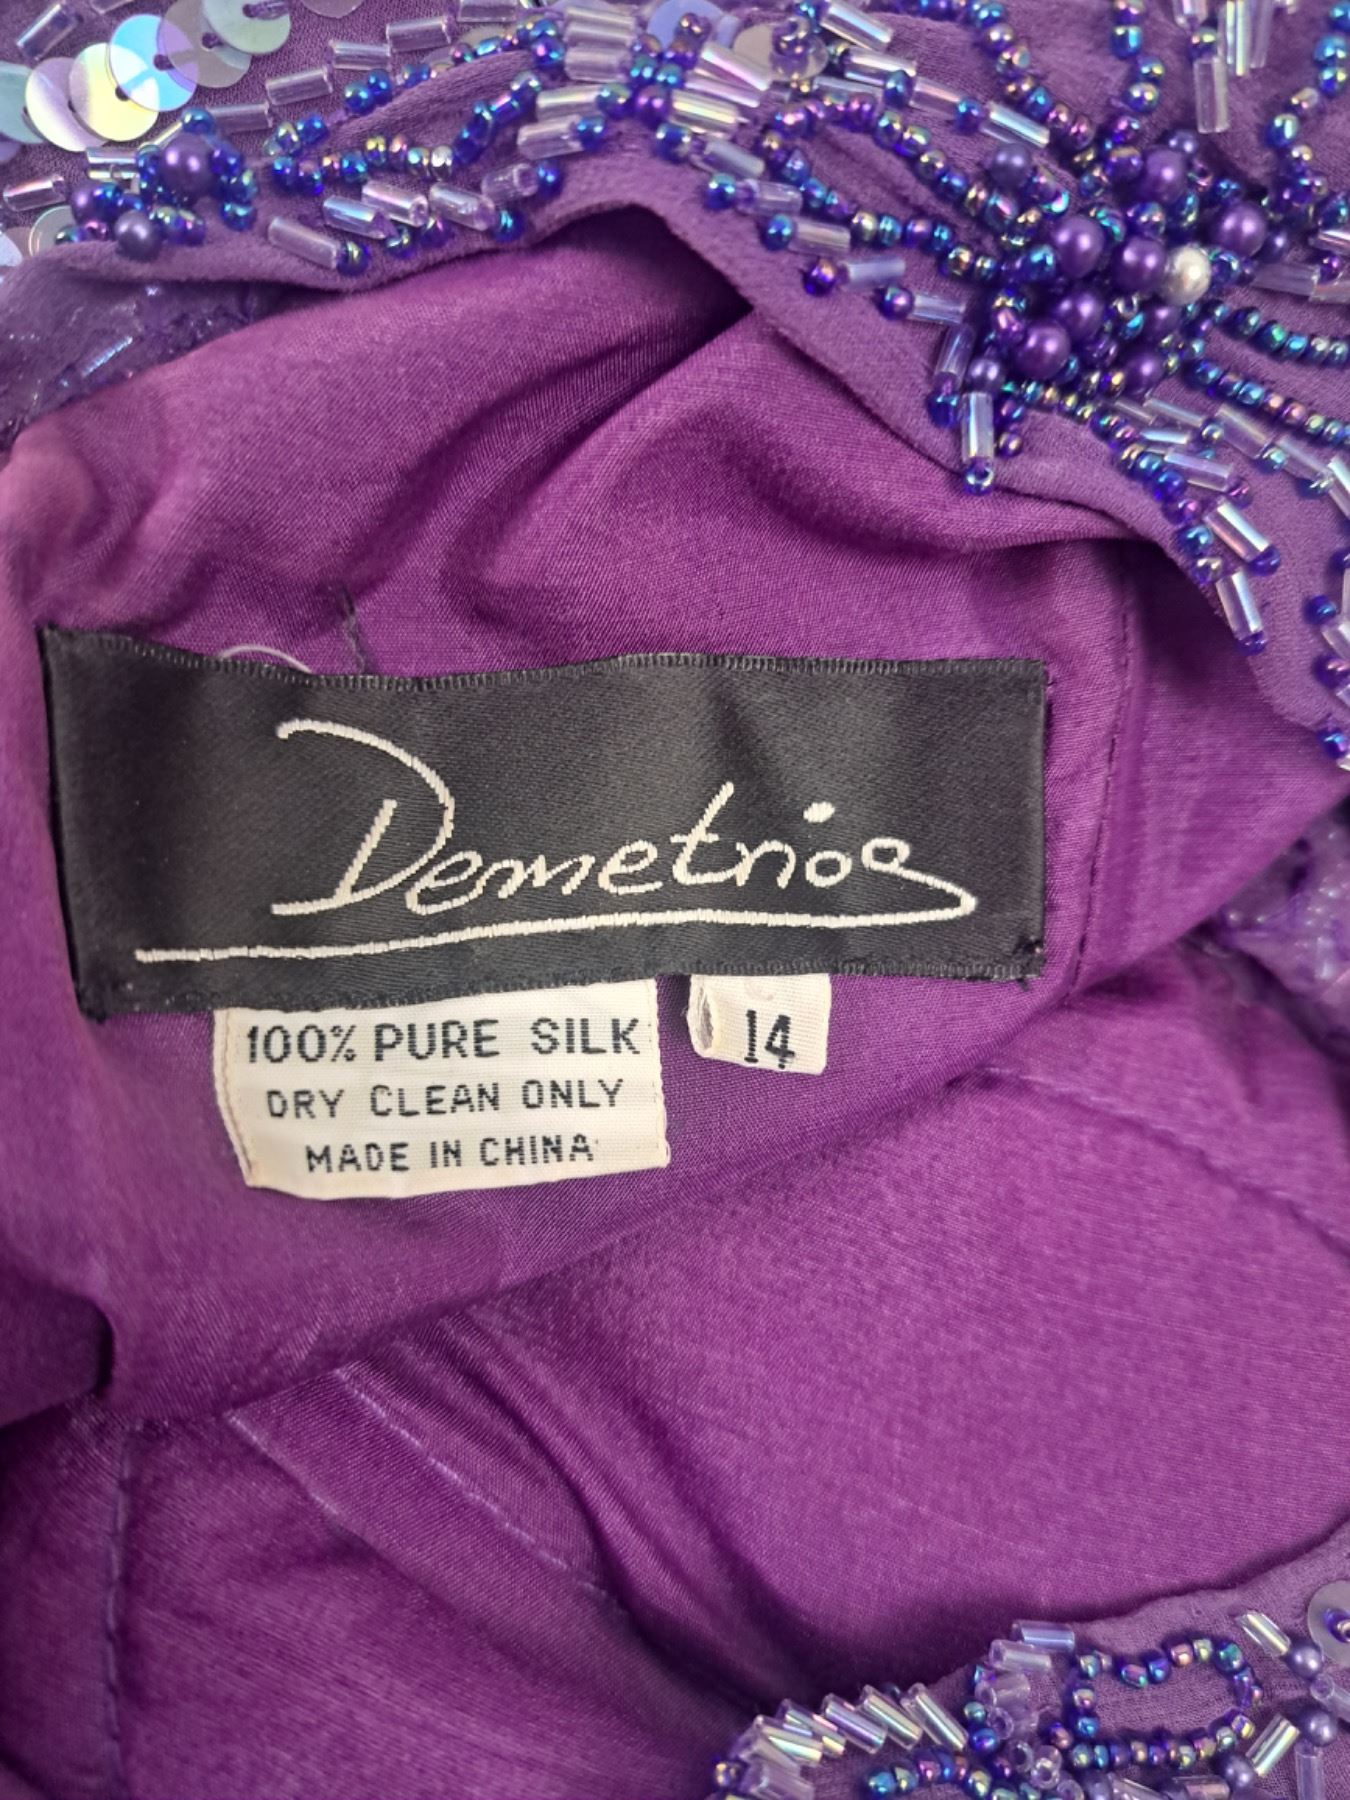 Demetrios
100% PURE SILK
14
DRY CLEAN ONLY
MADE IN CHINA